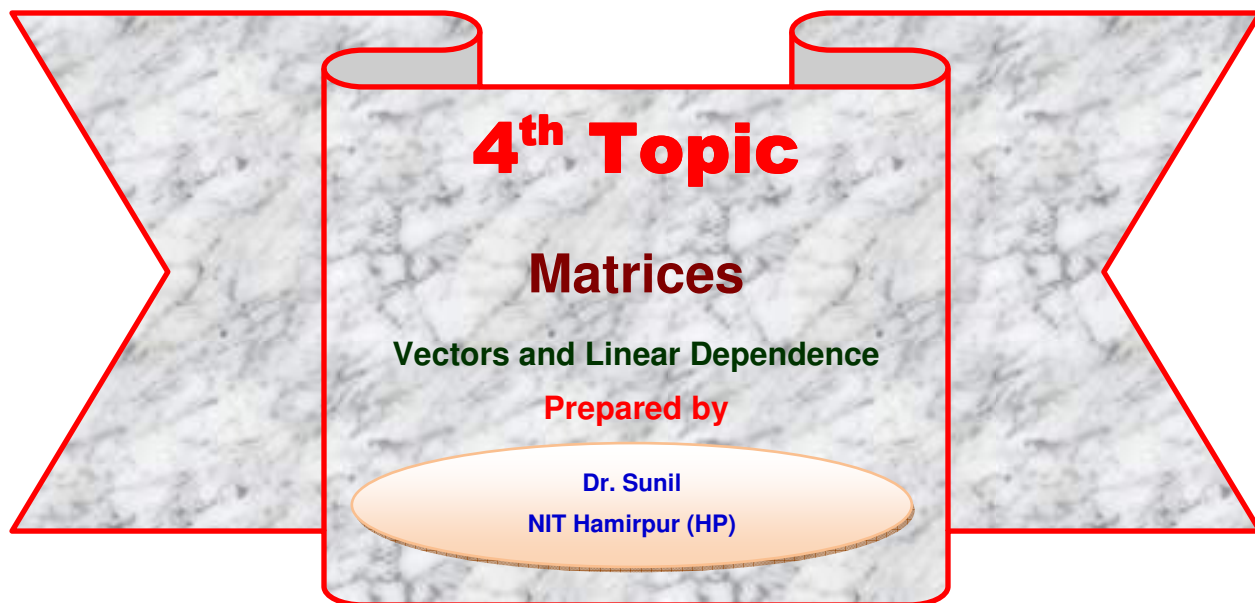 4th Topic
Matrices
Vectors and Linear Dependence
Prepared by
Dr. Sunil
NIT Hamirpur (HP)